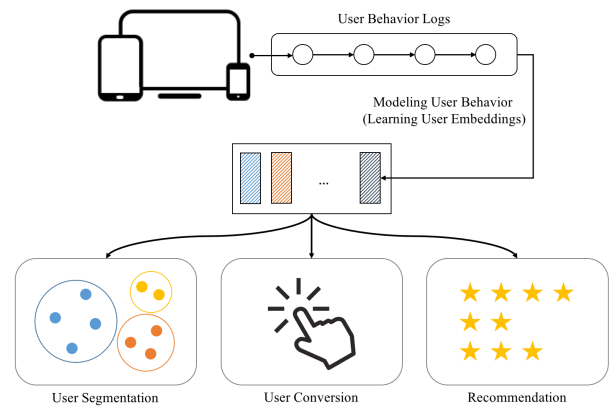 User Behavior Logs
Modeling User Behavior
(Learning User Embeddings)
...
User Segmentation
User Conversion
Recommendation